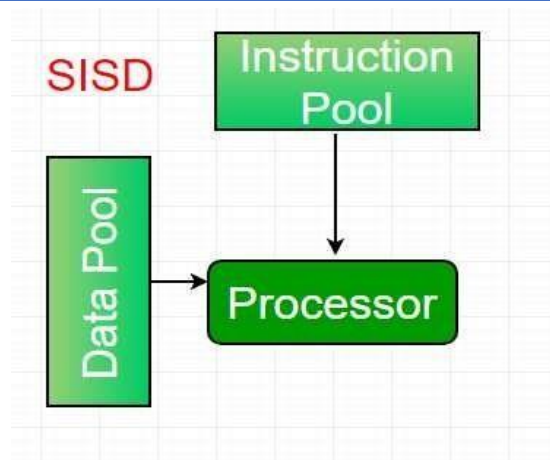 SISD
Instruction
Pool
Data Pool
Processor